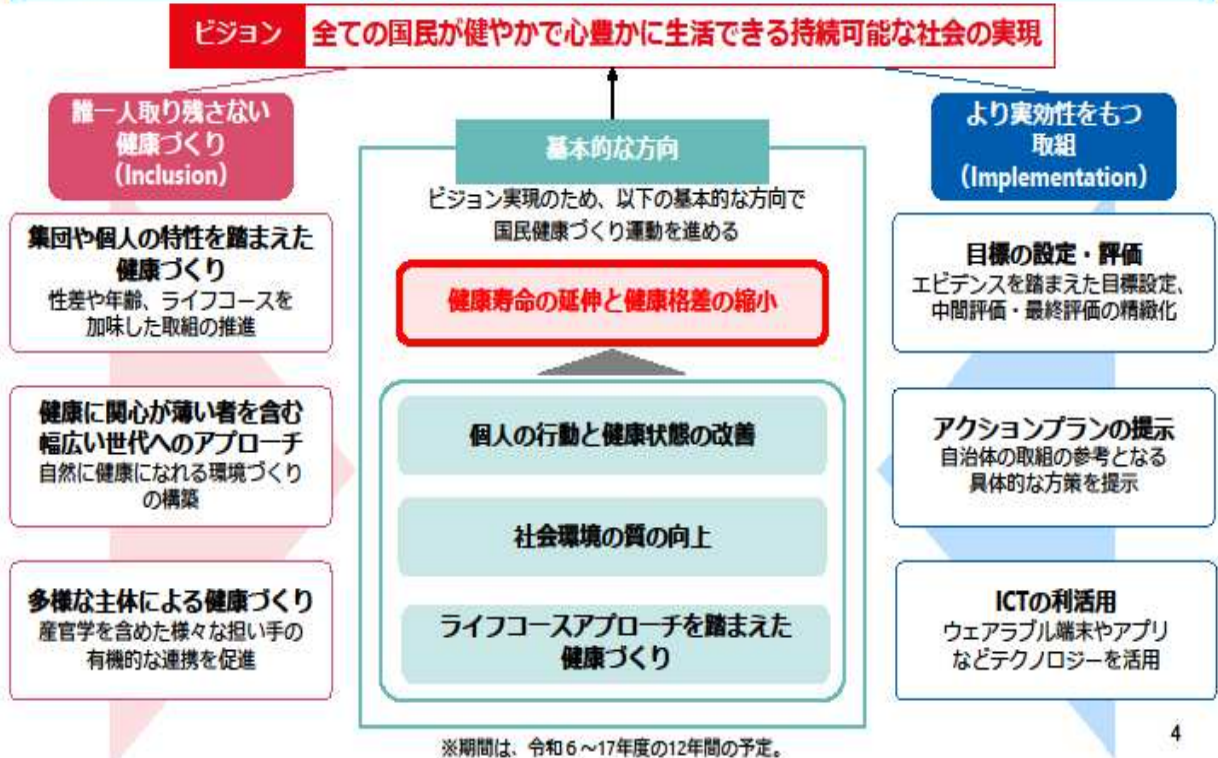 ビジョン 全ての国民が健やかで心豊かに生活できる持続可能な社会の実現
誰一人取り残さない
健康づくり
(Inclusion)
集団や個人の特性を踏まえた
健康づくり
性差や年齢、ライフコースを
加味した取組の推進
健康に関心が薄い者を含む
幅広い世代へのアプローチ
自然に健康になれる環境づくり
の構築
多様な主体による健康づくり
産官学を含めた様々な担い手の
有機的な連携を促進
基本的な方向
ビジョン実現のため、以下の基本的な方向で
国民健康づくり運動を進める
健康寿命の延伸と健康格差の縮小
個人の行動と健康状態の改善
社会環境の質の向上
ライフコースアプローチを踏まえた
健康づくり
※期間は、令和6～17年度の12年間の予定。
より実効性をもつ
取組
(Implementation)
目標の設定・評価
エビデンスを踏まえた目標設定、
中間評価・最終評価の精緻化
アクションプランの提示
自治体の取組の参考となる
具体的な方策を提示
ICTの利活用
ウェアラブル端末やアプリ
などテクノロジーを活用
4